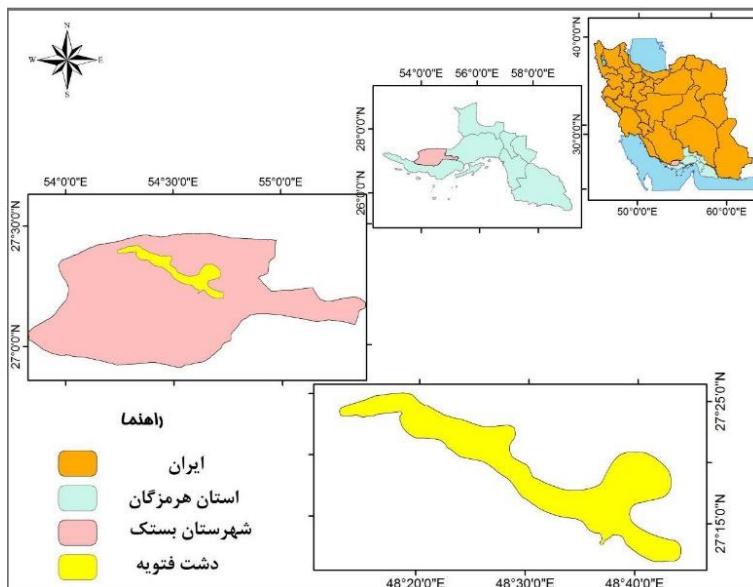 N
W E
S
40°0'0"N
30°0'0"N
50°0'0"E 60°0'0"E
54°0'0"E 56°0'0"E 58°0'0"E
28°0'0"N
26°0'0"N
54°0'0"E 54°30'0"E 55°0'0"E
27°30'0"N
27°0'0"N
27°25'0"N
27°15'0"N
48°20'0"E 48°30'0"E 48°40'0"E
راهنما
ایران
استان هرمزگان
شهرستان بستک
دشت فتویه